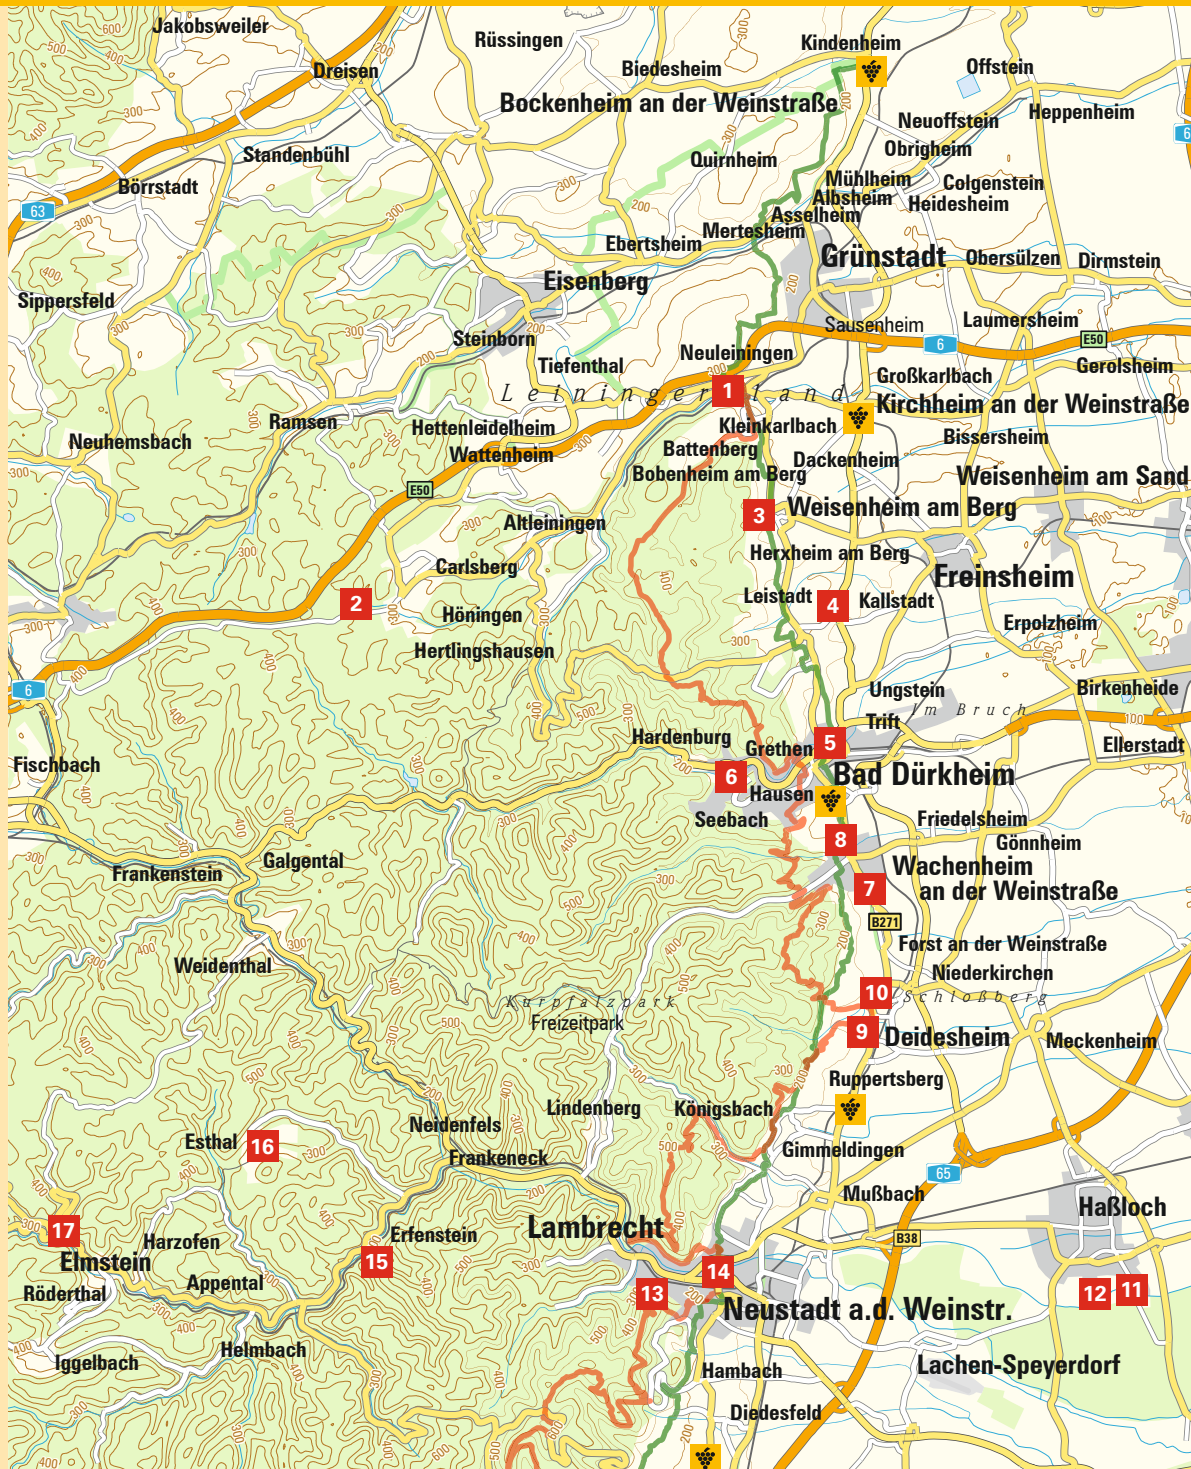 Jakobsweiler
Rüssingen
Kindenheim
Dreisen
Biedesheim
Offstein
Bockenheim an der Weinstraße
Heppenheim
Neuoffstein
Standenbühl
Quirnheim
Obrigheim
Börrstadt
Mühlheim
Colgenstein
Albsheim
Heidesheim
Asselheim
Mertesheim
63
6
Ebertsheim
Grünstadt
Obersülzen
Dirmstein
Eisenberg
Sippersfeld
Sausenheim
Laumersheim
Steinborn
6
E50
Neuleiningen
Tiefenthal
Gerolsheim
Großkarlbach
1
Leiningerland
Kirchheim an der Weinstraße
Ramsen
Hettenleidelheim
Kleinkarlbach
Neuhemsbach
Bissersheim
Wattenheim
Battenberg
Dackenheim
Bobenheim am Berg
Weisenheim am Sand
E50
3
Weisenheim am Berg
Altleiningen
Carlsberg
Herxheim am Berg
Freinsheim
2
Leistadt
4
Kallstadt
Höningen
Erpolzheim
Hertlingshausen
6
Ungstein
Birkenheide
Im Bruch
Trift
Hardenburg
Grethen
5
Ellerstadt
Fischbach
6
Bad Dürkheim
Hausen
Seebach
Friedelsheim
8
Gönnheim
Galgental
Frankenstein
Wachenheim
an der Weinstraße
7
B271
Forst an der Weinstraße
Weidenthal
Niederkirchen
10
Schloßberg
Kurpfalzpark
Freizeitpark
9
Deidesheim
Meckenheim
Ruppertsberg
Lindenberg
Königsbach
Neidenfels
Esthal
16
Gimmeldingen
Frankeneck
65
Mußbach
Haßloch
17
Lambrecht
Erfenstein
Harzofen
B38
Elmstein
15
14
Appental
Röderthal
13
12
11
Neustadt a.d. Weinstr.
Helmbach
Iggelbach
Hambach
Lachen-Speyerdorf
Diedesfeld